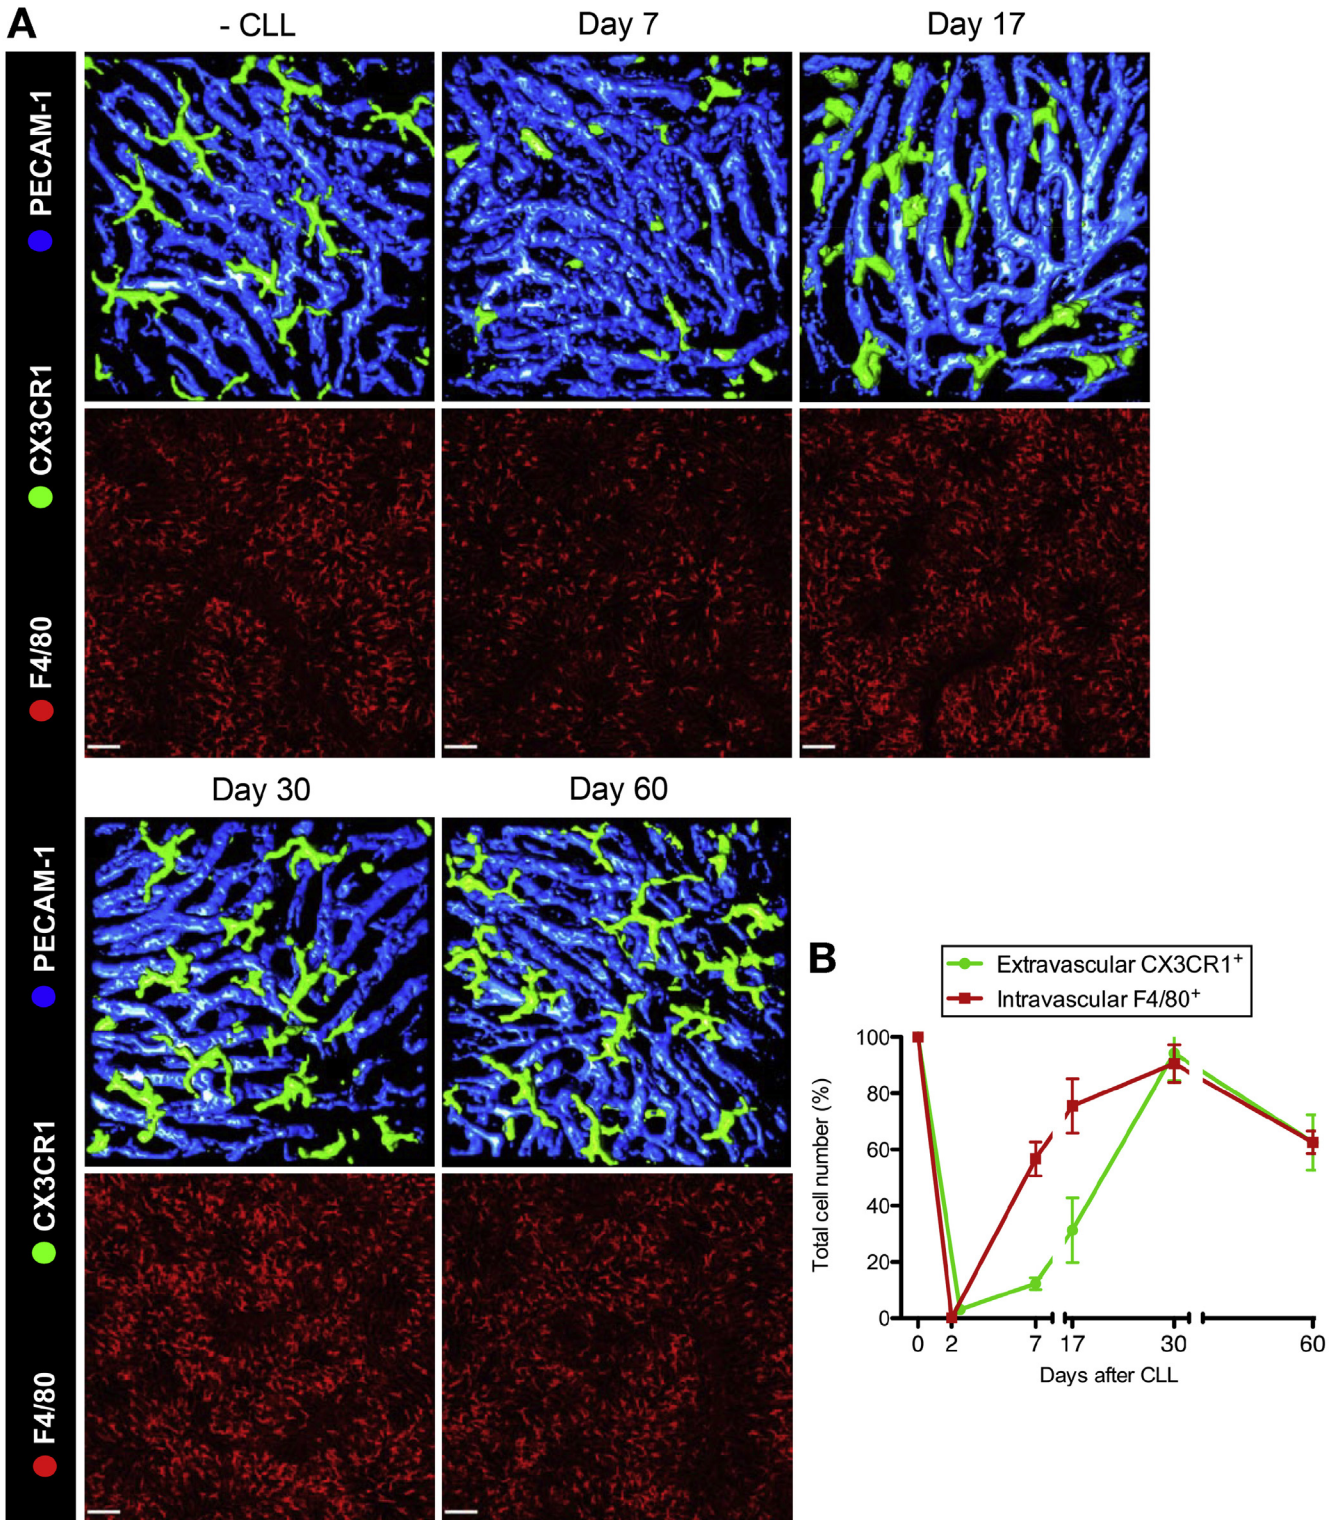 A
- CLL
Day 7
Day 17
PECAM-1
CX3CR1
F4/80
Day 30
Day 60
PECAM-1
CX3CR1
F4/80
B
Extravascular CX3CR1+
Intravascular F4/80+
Total cell number (%)
100
80
60
40
20
0
0 2 7 17 30 60
Days after CLL